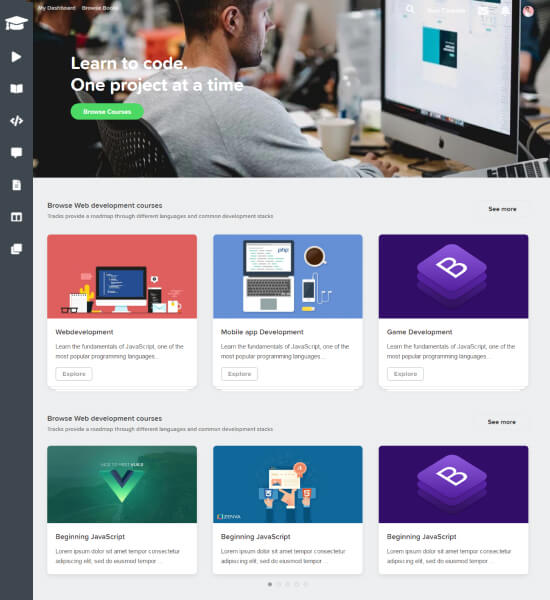 My Dashboard Browse Books
Learn to code.
One project at a time
Browse Courses
Browse Web development courses
Tracks provide a roadmap through different languages and common development stacks
See more
php
Webdevelopment
Learn the fundamentals of JavaScript, one of the
most popular programming languages...
Explore
Mobile app Development
Learn the fundamentals of JavaScript, one of the
most popular programming languages...
Explore
B
Game Development
Learn the fundamentals of JavaScript, one of the
most popular programming languages...
Explore
Browse Web development courses
Tracks provide a roadmap through different languages and common development stacks
See more
NICE TO MEET VUEJS
Beginning JavaScript
Lorem ipsum dolor sit amet tempor consectetur
adipiscing elit, sed do eiusmod tempor ...
ZENVA
Beginning JavaScript
Lorem ipsum dolor sit amet tempor consectetur
adipiscing elit, sed do eiusmod tempor ...
B
Beginning JavaScript
Lorem ipsum dolor sit amet tempor consectetur
adipiscing elit, sed do eiusmod tempor ...